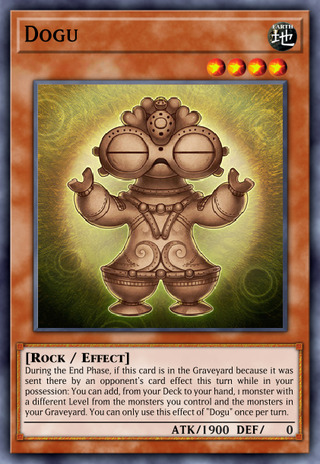 DOGU
EARTH
地
[ROCK / EFFECT]
During the End Phase, if this card is in the Graveyard because it was
sent there by an opponent's card effect this turn while in your
possession: You can add, from your Deck to your hand, 1 monster with
a different Level from the monsters you control and the monsters in
your Graveyard. You can only use this effect of "Dogu" once per turn.
ATK/1900 DEF/ 0